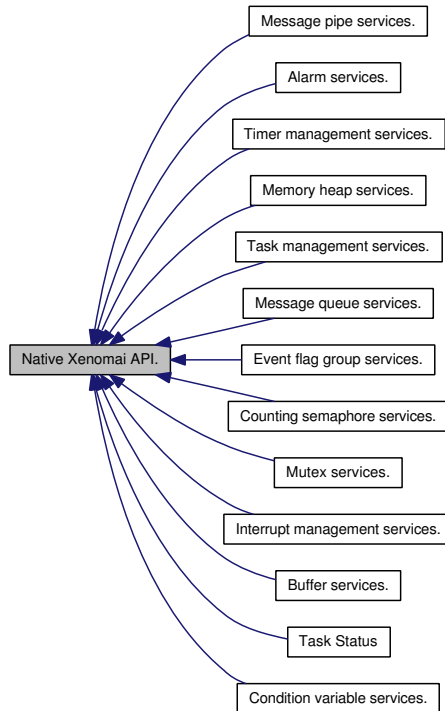 Message pipe services.
Alarm services.
Timer management services.
Memory heap services.
Task management services.
Message queue services.
Native Xenomai API.
Event flag group services.
Counting semaphore services.
Mutex services.
Interrupt management services.
Buffer services.
Task Status
Condition variable services.